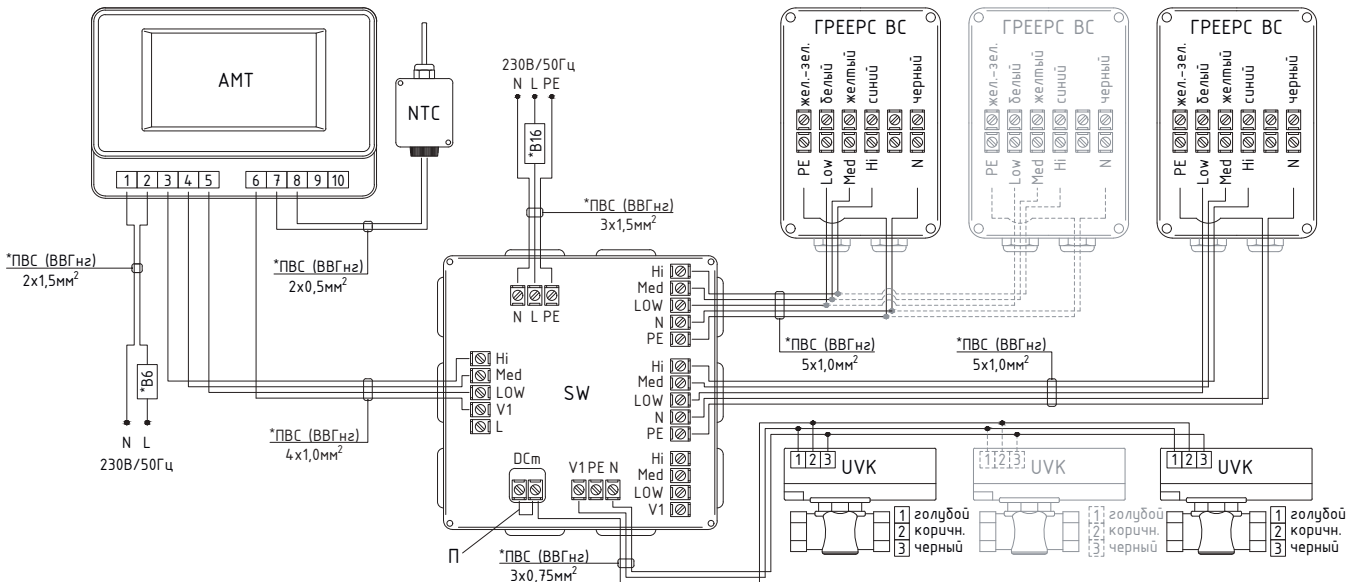 АМТ
1 2 3 4 5 6 7 8 9 10
NTC
230В/50Гц
N L PE
*В16
*ПВС (ВВГнг)
3х1,5мм²
*ПВС (ВВГнг)
2х1,5мм²
*ПВС (ВВГнг)
2х0,5мм²
*В6
N L
230В/50Гц
*ПВС (ВВГнг)
4х1,0мм²
N L PE
SW
Hi
Med
LOW
V1
L
DCm
П
V1 PE N
*ПВС (ВВГнг)
3х0,75мм²
Hi
Med
LOW
N
PE
Hi
Med
LOW
N
PE
Hi
Med
LOW
V1
*ПВС (ВВГнг)
5х1,0мм²
*ПВС (ВВГнг)
5х1,0мм²
ГРЕЕРС ВС
жел.-зел.
белый
желтый
синий
черный
PE
Low
Med
Hi
N
ГРЕЕРС ВС
жел.-зел.
белый
желтый
синий
черный
PE
Low
Med
Hi
N
ГРЕЕРС ВС
жел.-зел.
белый
желтый
синий
черный
PE
Low
Med
Hi
N
1 2 3
UVK
1 голубой
2 коричн.
3 черный
1 2 3
UVK
1 голубой
2 коричн.
3 черный
1 2 3
UVK
1 голубой
2 коричн.
3 черный